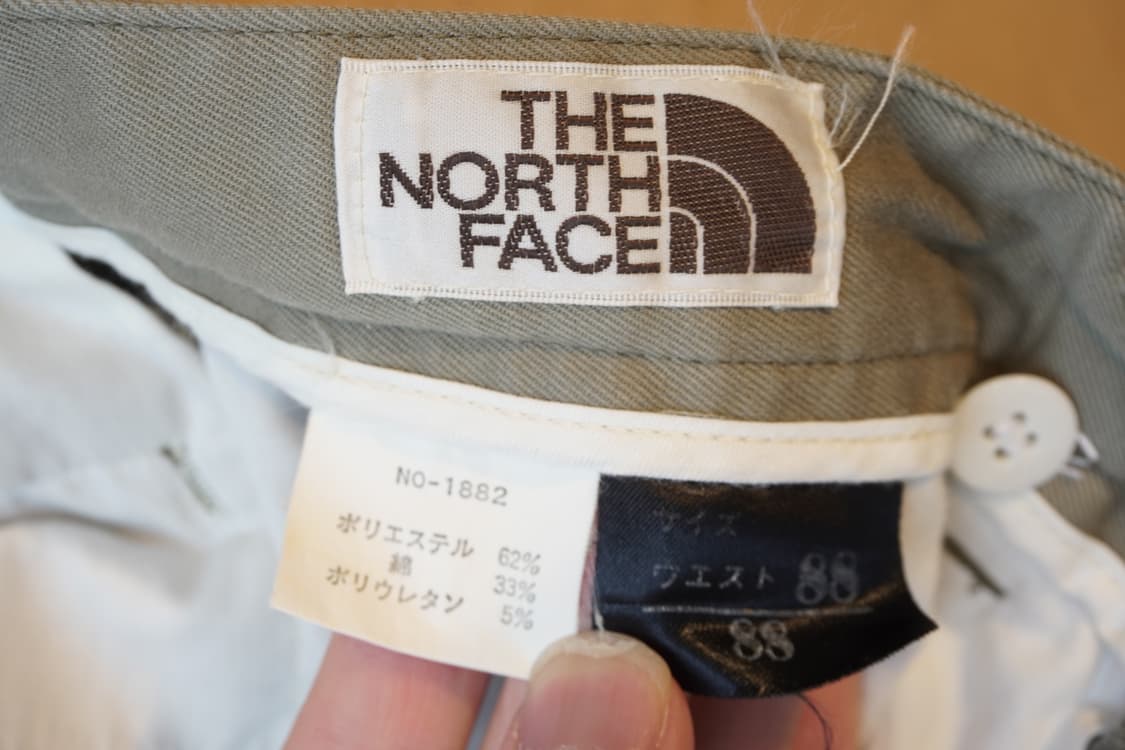 THE
NORTH
FACE
NO-1882
ポリエステル 62%
綿 33%
ポリウレタン 5%
サイズ
ウエスト 88
88